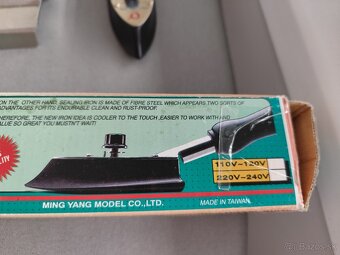 ON THE OTHER HAND, SEALING IRON IS MADE OF FIBRE STEEL WHICH APPEARS TWO SORTS OF
ADVANTAGES FOR ITS ENDURABLE CLEAN AND RUST-PROOF.
THEREFORE, THE NEW IRON IDEA IS COOLER TO THE TOUCH ,EASIER TO WORK WITH AND
VALUE SO GREAT YOU MUSTN'T WAIT!
110V-120V
220V-240V
MING YANG MODEL CO.,LTD.
MADE IN TAIWAN.